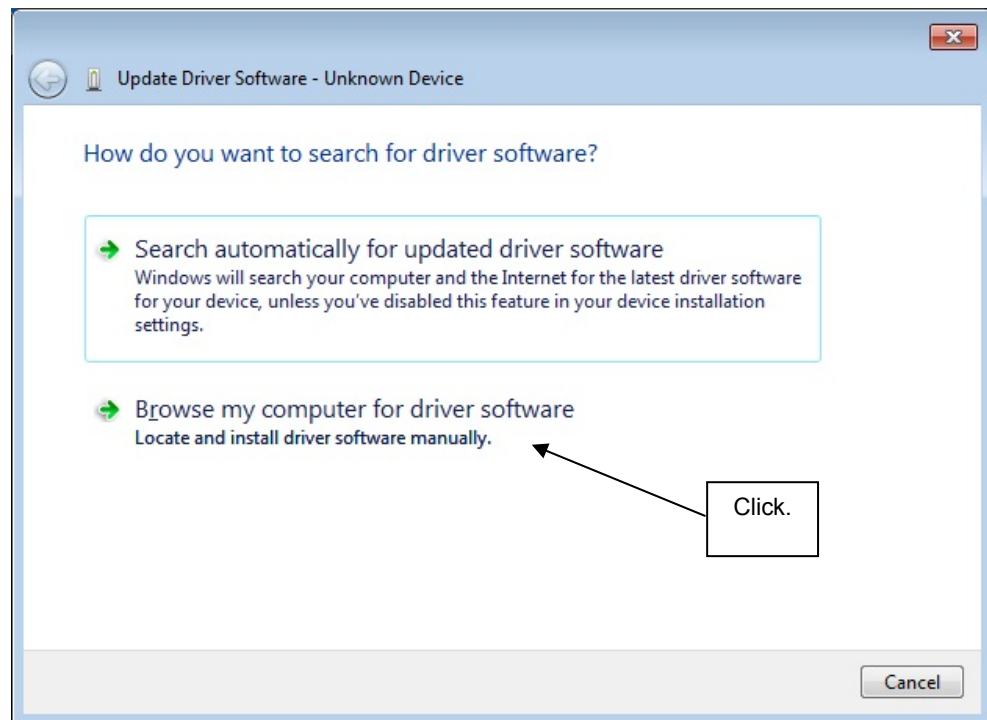 Update Driver Software - Unknown Device
How do you want to search for driver software?
Search automatically for updated driver software
Windows will search your computer and the Internet for the latest driver software
for your device, unless you've disabled this feature in your device installation
settings.
Browse my computer for driver software
Locate and install driver software manually.
Click.
Cancel